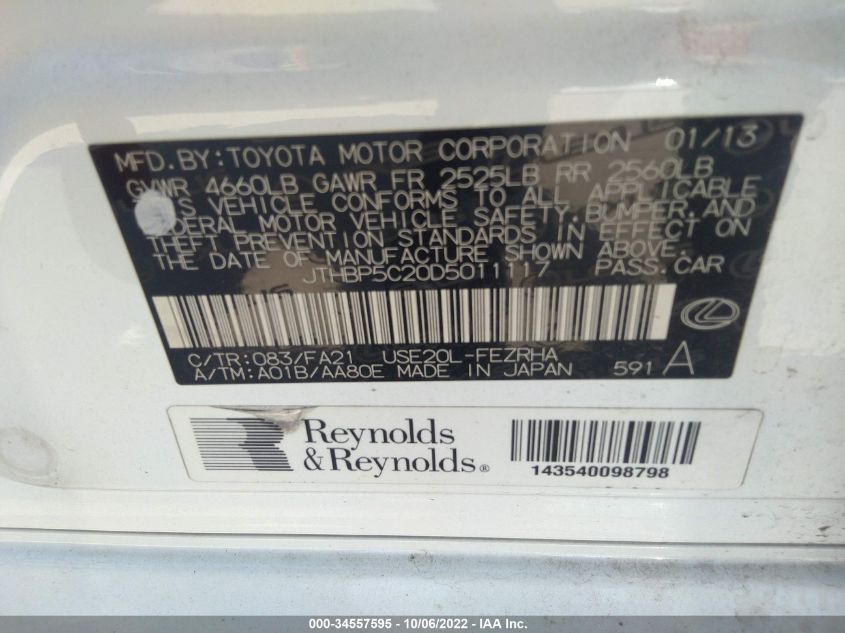 MFD. BY: TOYOTA MOTOR CORPORATION 01/13
GVWR 4660LB GAWR FR 2525LB RR 2560LB
VEHICLE CONFORMS TO ALL APPLICABLE
FEDERAL MOTOR VEHICLE SAFETY, BUMPER, AND
THEFT PREVENTION STANDARDS IN EFFECT ON
THE DATE OF MANUFACTURE SHOWN ABOVE.
JTHBP5C20D5011117 PASS. CAR
C/TR: 083/FA21 USE20L-FEZRHA
A/TM: A01B/AA80E MADE IN JAPAN 591 A
Reynolds
& Reynolds®
143540098798
000-34557595 - 10/06/2022 - IAA Inc.